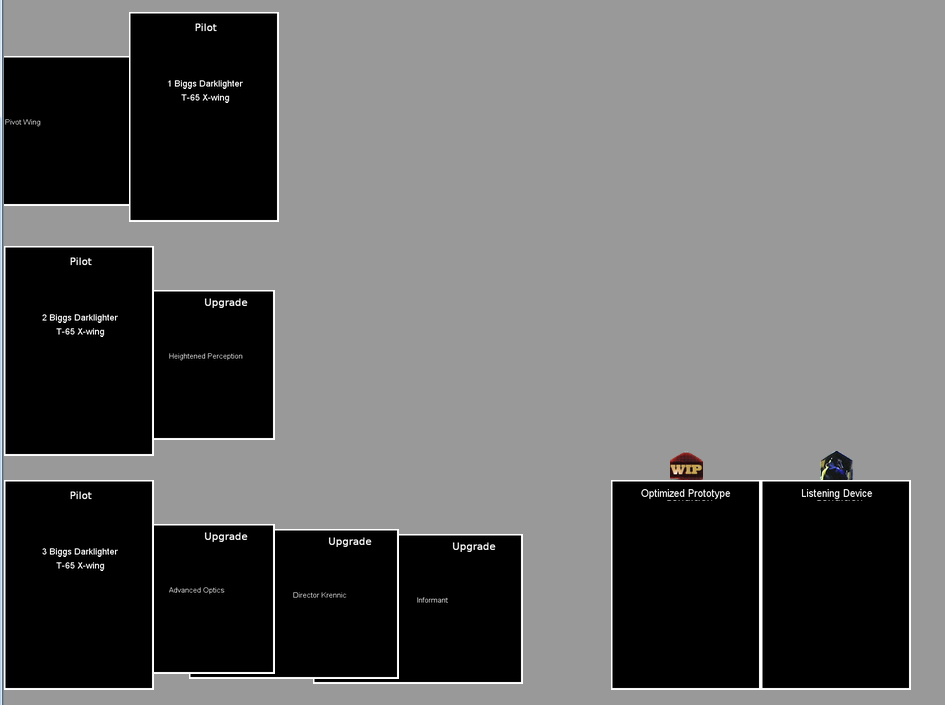 Pilot
1 Biggs Darklighter
T-65 X-wing
Pivot Wing
Pilot
2 Biggs Darklighter
T-65 X-wing
Upgrade
Heightened Perception
Pilot
3 Biggs Darklighter
T-65 X-wing
Upgrade
Advanced Optics
Upgrade
Director Krennic
Upgrade
Informant
WIP
Optimized Prototype
Listening Device